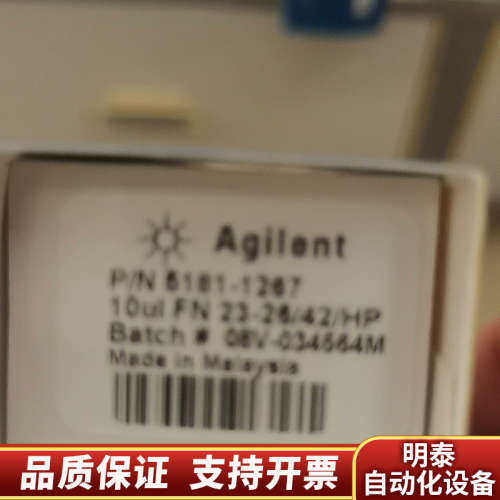 Agilent
P/N 5181-1267
10ul FN 23-26/42/HP
Batch # 08V-034564M
Made in Malaysia
品质保证 支持开票
明泰
自动化设备